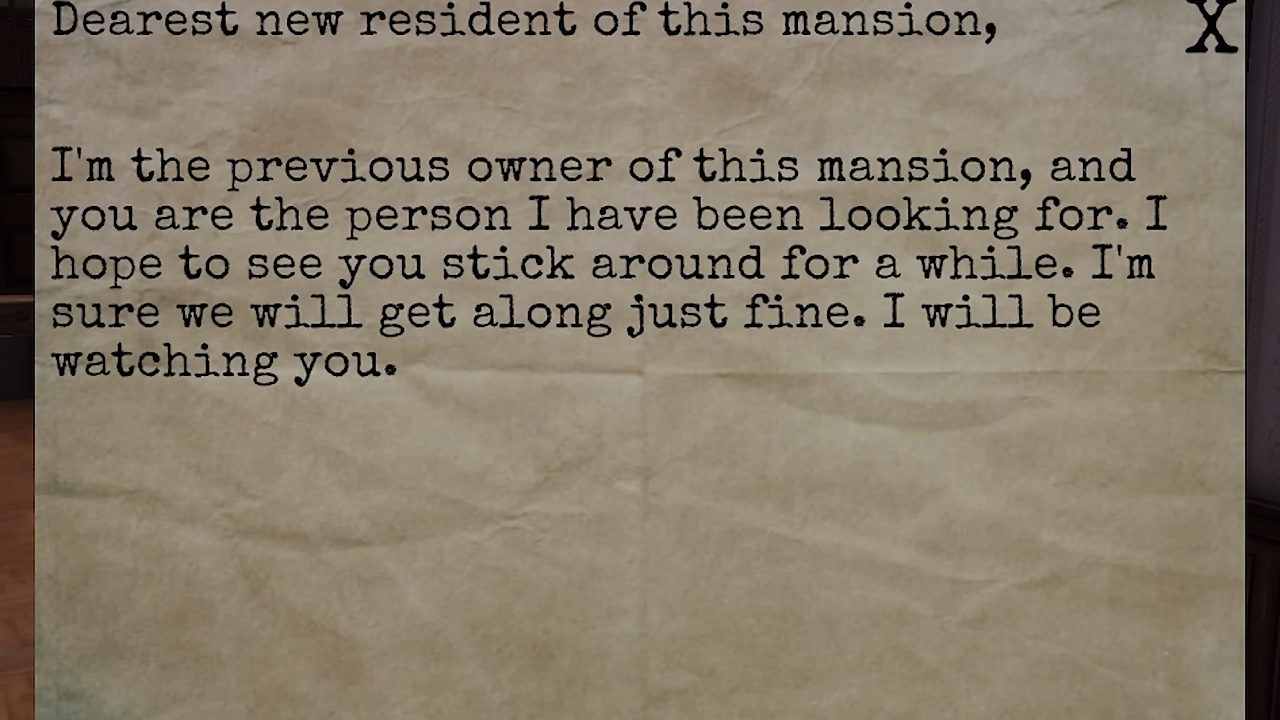 Dearest new resident of this mansion,
X
I'm the previous owner of this mansion, and
you are the person I have been looking for. I
hope to see you stick around for a while. I'm
sure we will get along just fine. I will be
watching you.